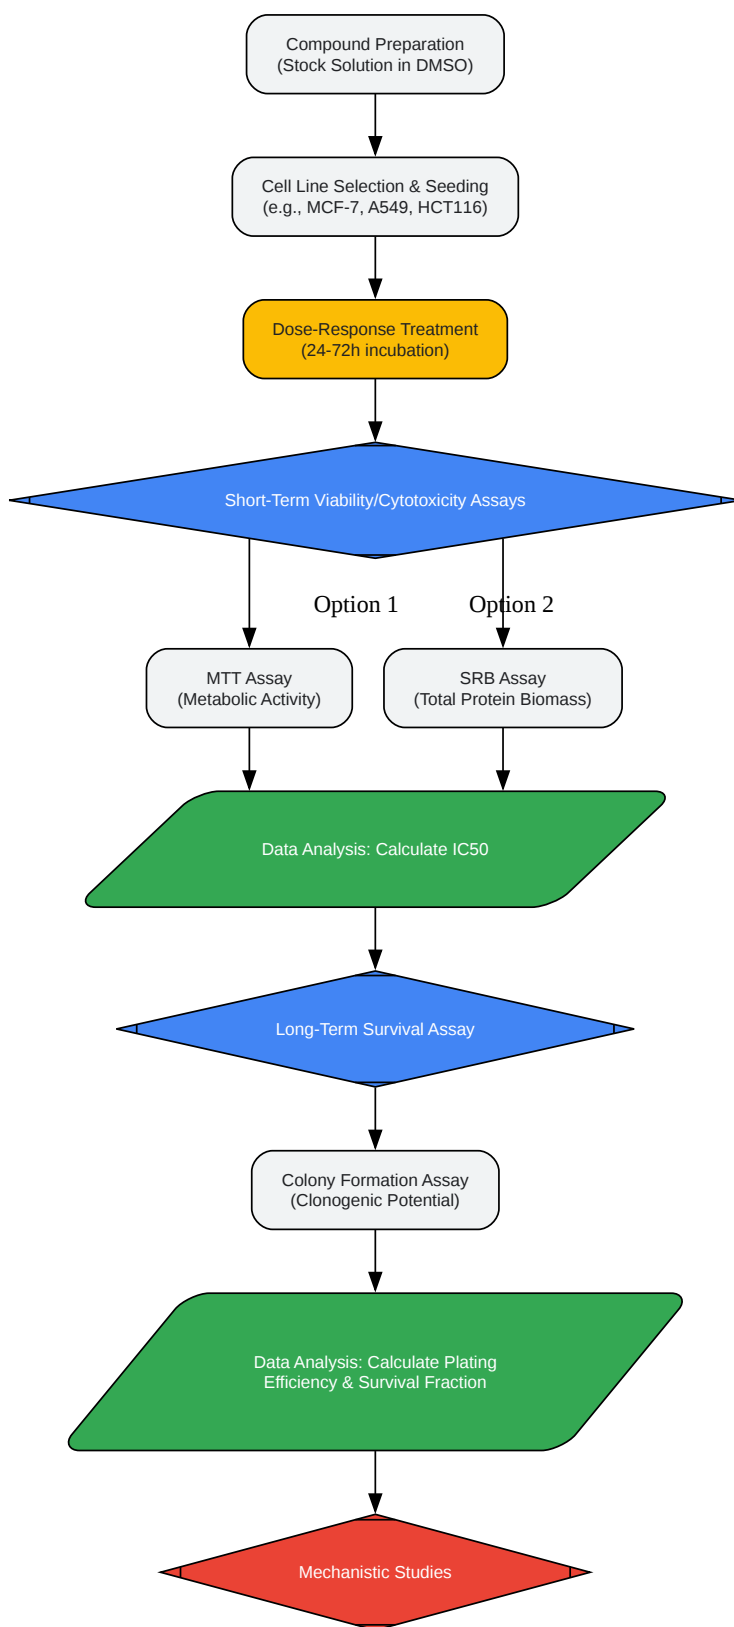 Compound Preparation
(Stock Solution in DMSO)
Cell Line Selection & Seeding
(e.g., MCF-7, A549, HCT116)
Dose-Response Treatment
(24-72h incubation)
Short-Term Viability/Cytotoxicity Assays
Option 1
Option 2
MTT Assay
(Metabolic Activity)
SRB Assay
(Total Protein Biomass)
Data Analysis: Calculate IC50
Long-Term Survival Assay
Colony Formation Assay
(Clonogenic Potential)
Data Analysis: Calculate Plating
Efficiency & Survival Fraction
Mechanistic Studies